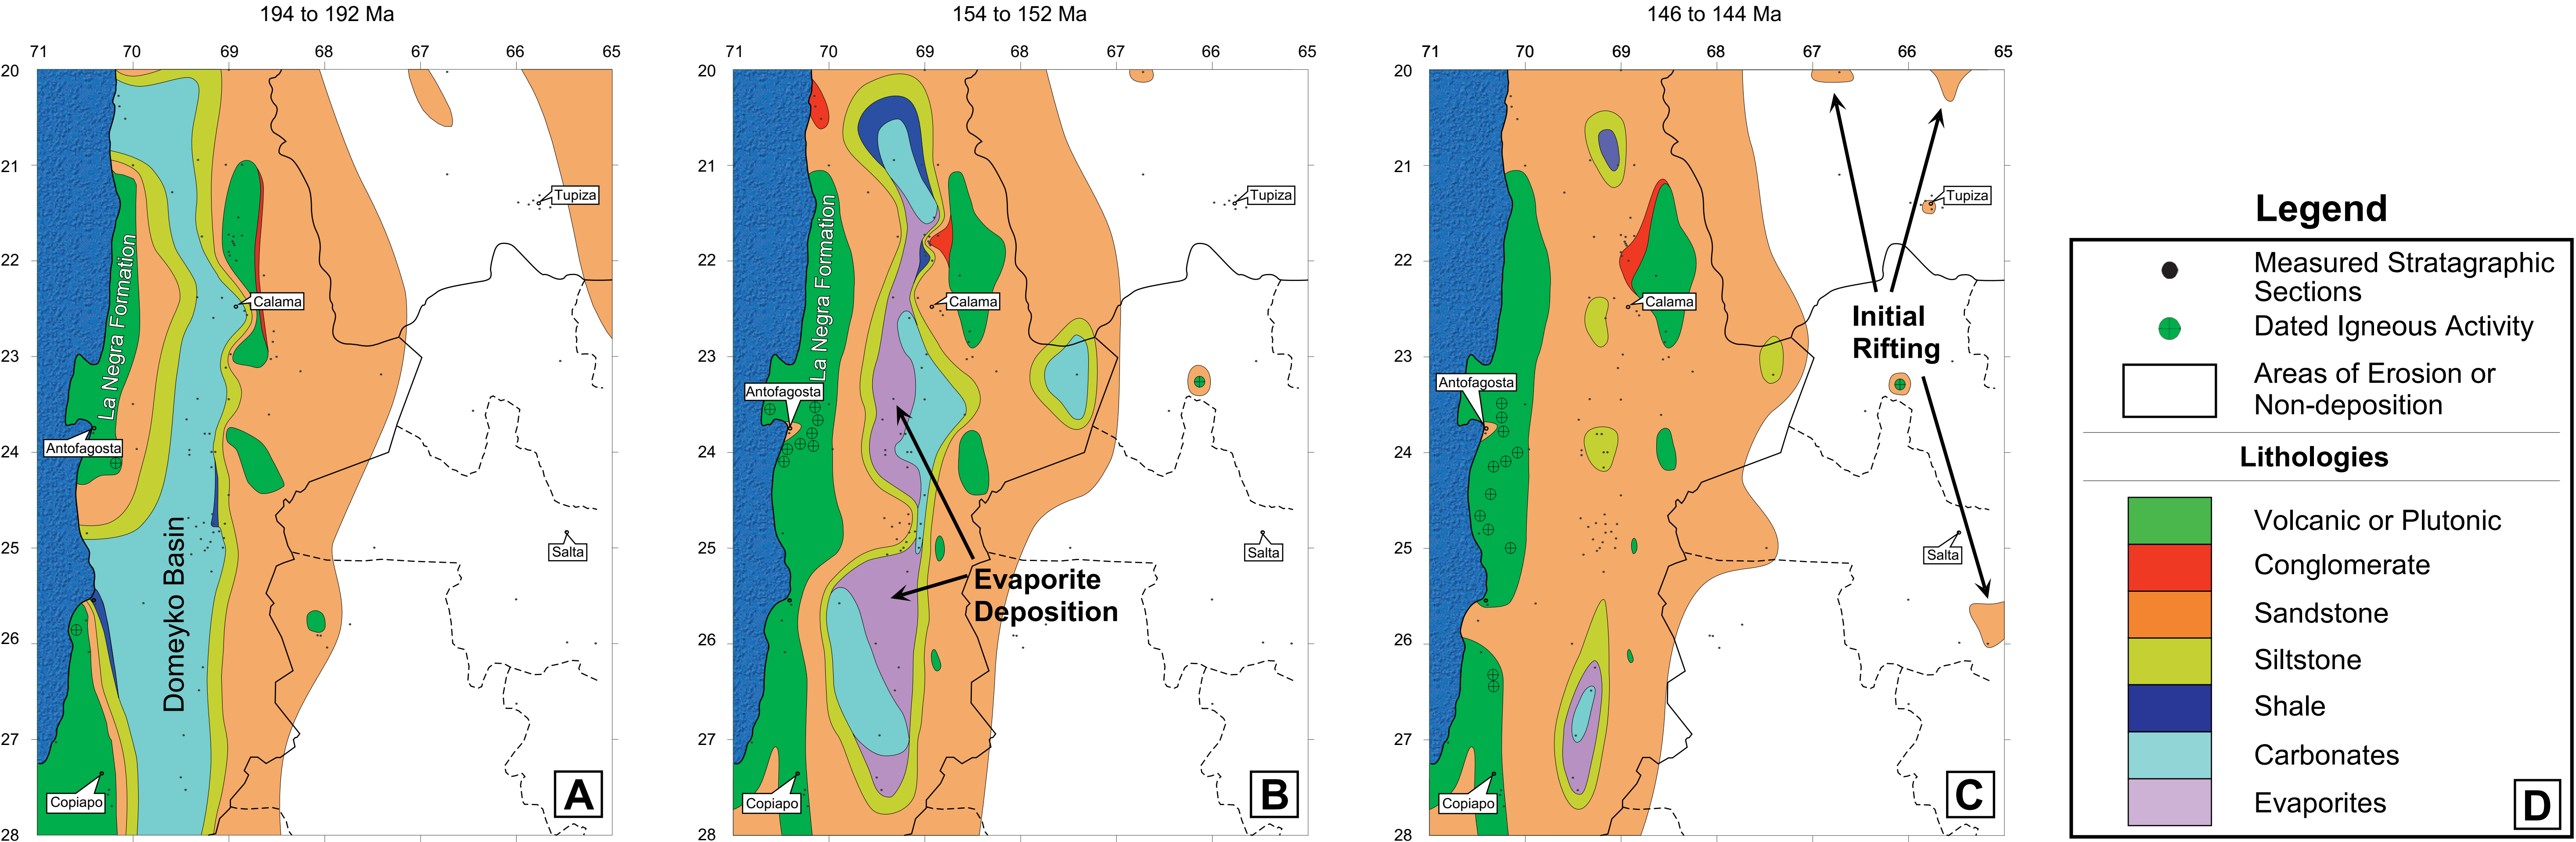 194 to 192 Ma
71 70 69 68 67 66 65
20
21
22
23
24
25
26
27
28
La Negra Formation
Domeyko Basin
Tupiza
Calama
Antofagosta
Salta
Copiapo
A
154 to 152 Ma
71 70 69 68 67 66 65
20
21
22
23
24
25
26
27
28
La Negra Formation
Tupiza
Calama
Antofagosta
Salta
Evaporite
Deposition
Copiapo
B
146 to 144 Ma
71 70 69 68 67 66 65
20
21
22
23
24
25
26
27
28
Tupiza
Calama
Initial
Rifting
Antofagosta
Salta
Copiapo
C
Legend
Measured Stratagraphic
Sections
Dated Igneous Activity
Areas of Erosion or
Non-deposition
Lithologies
Volcanic or Plutonic
Conglomerate
Sandstone
Siltstone
Shale
Carbonates
Evaporites
D